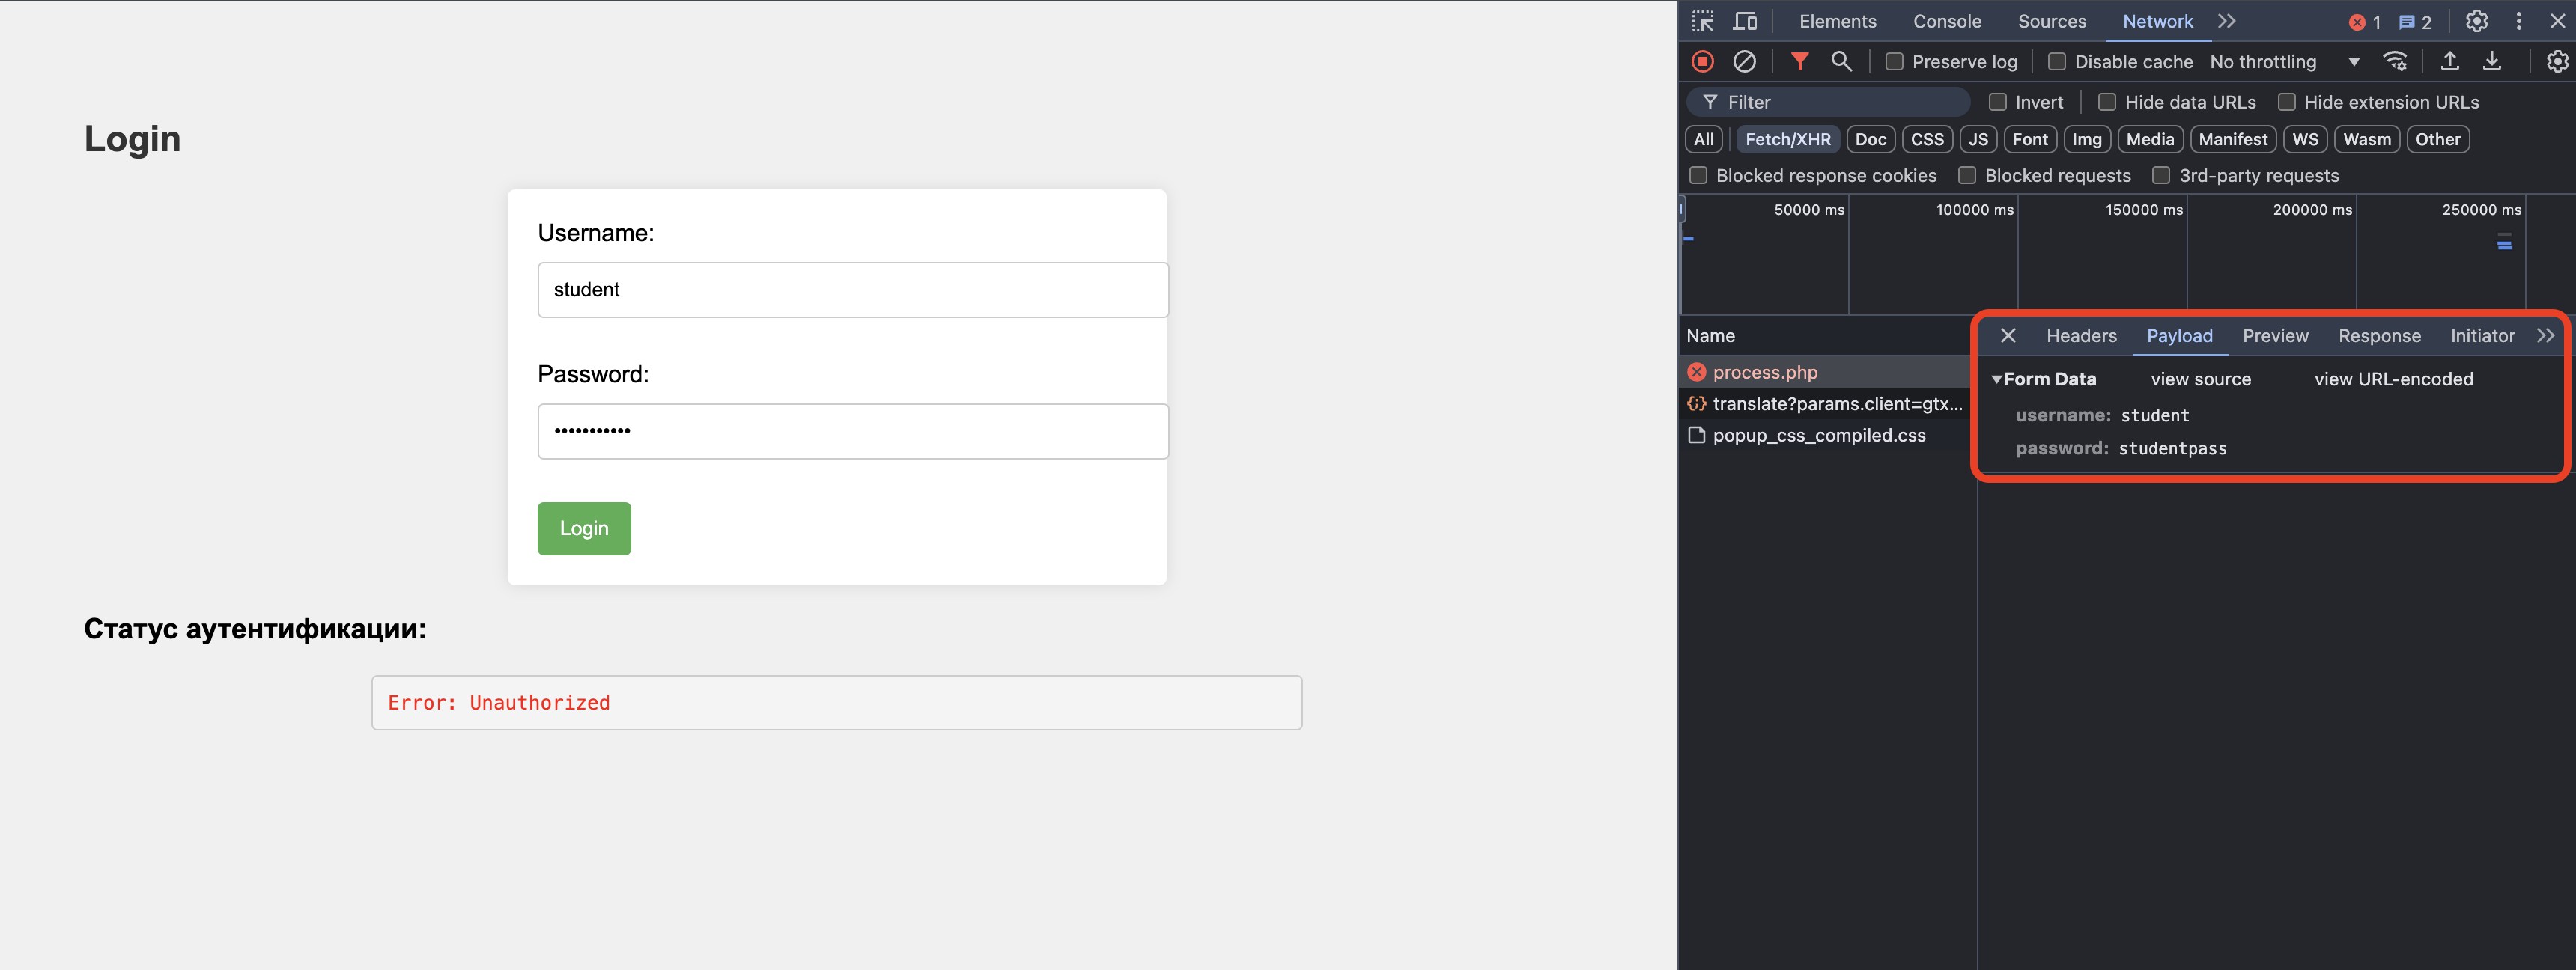 Login
Username:
student
Password:
•••••••••••
Login
Статус аутентификации:
Error: Unauthorized
Elements Console Sources Network 1 2
Preserve log Disable cache No throttling
Filter Invert Hide data URLs Hide extension URLs
All Fetch/XHR Doc CSS JS Font Img Media Manifest WS Wasm Other
Blocked response cookies Blocked requests 3rd-party requests
50000 ms 100000 ms 150000 ms 200000 ms 250000 ms
Name
process.php
translate?params.client=gtx...
popup_css_compiled.css
Headers Payload Preview Response Initiator
Form Data view source view URL-encoded
username: student
password: studentpass